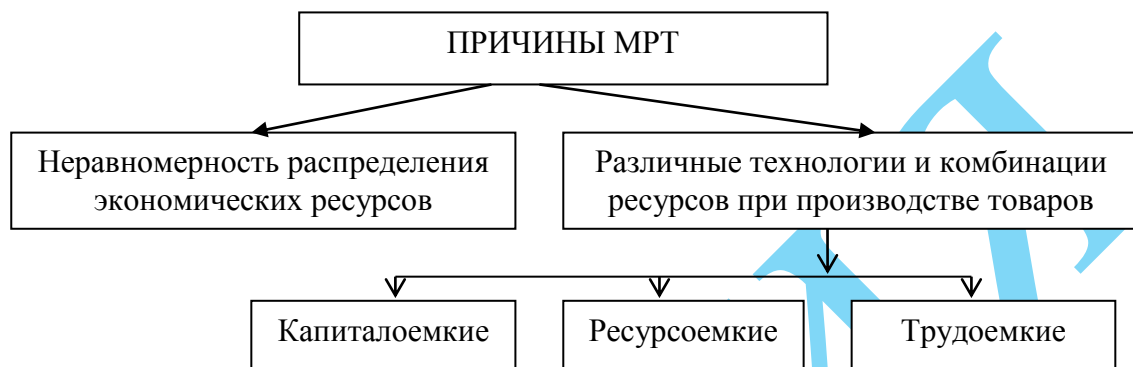 ПРИЧИНЫ МРТ
Неравномерность распределения
экономических ресурсов
Различные технологии и комбинации
ресурсов при производстве товаров
Капиталоемкие
Ресурсоемкие
Трудоемкие